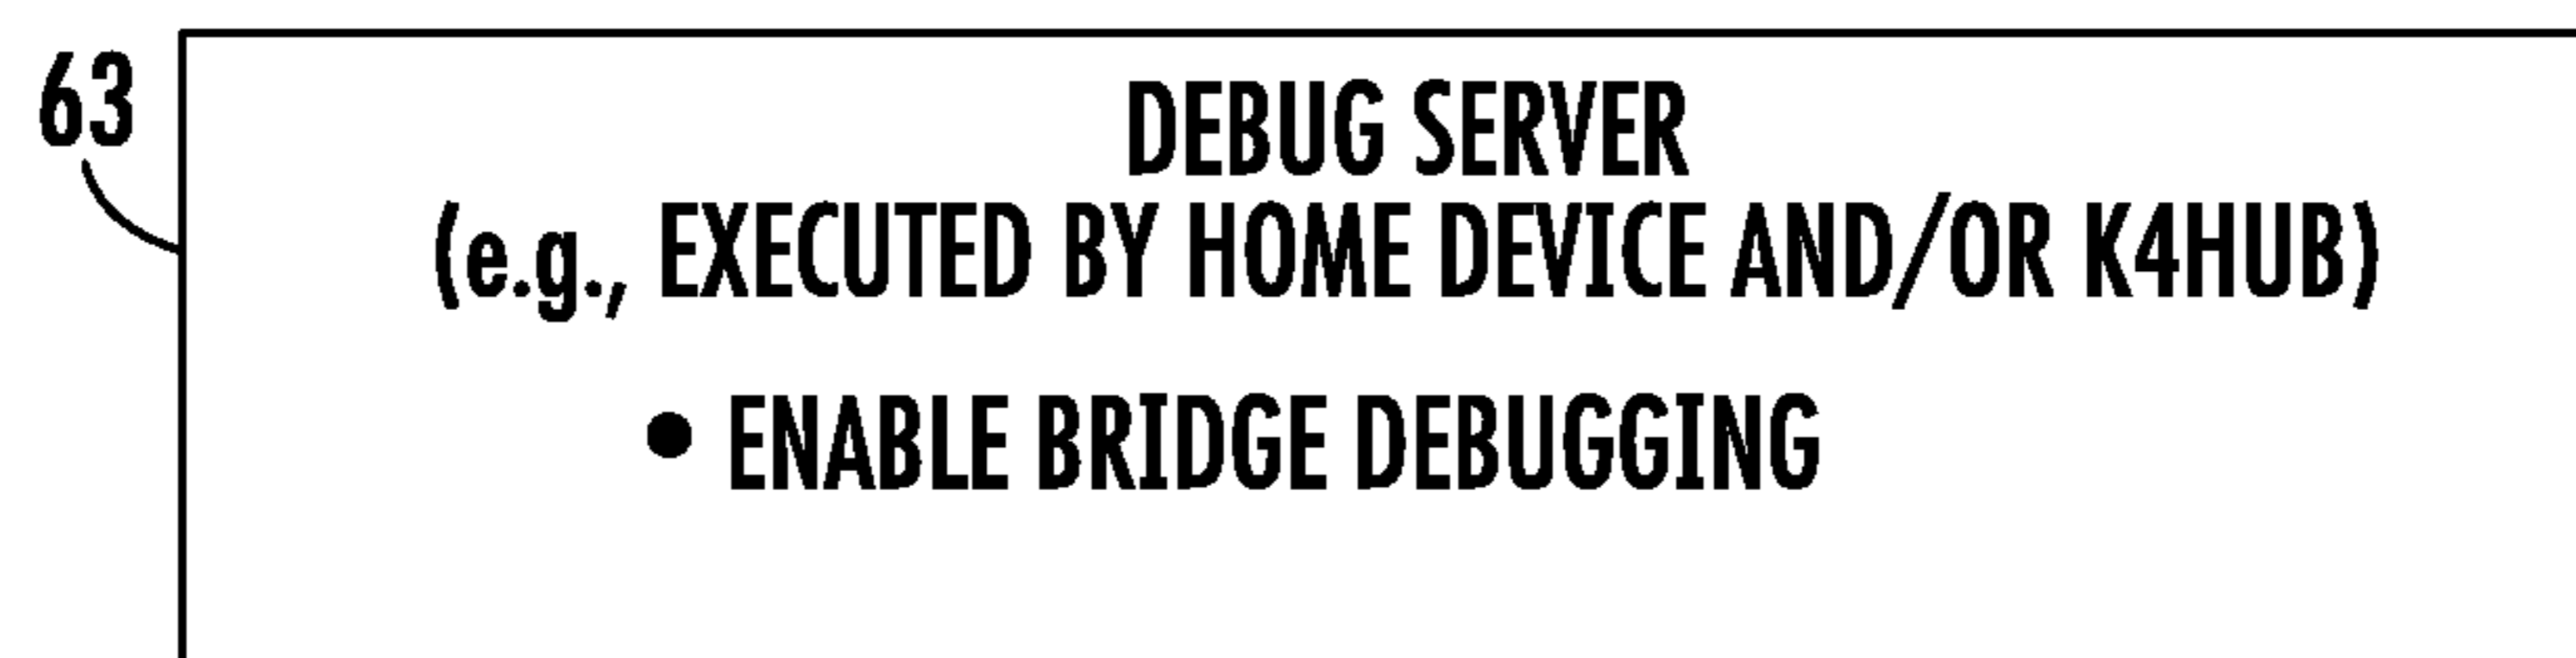 63
DEBUG SERVER
(e.g., EXECUTED BY HOME DEVICE AND/OR K4HUB)
• ENABLE BRIDGE DEBUGGING